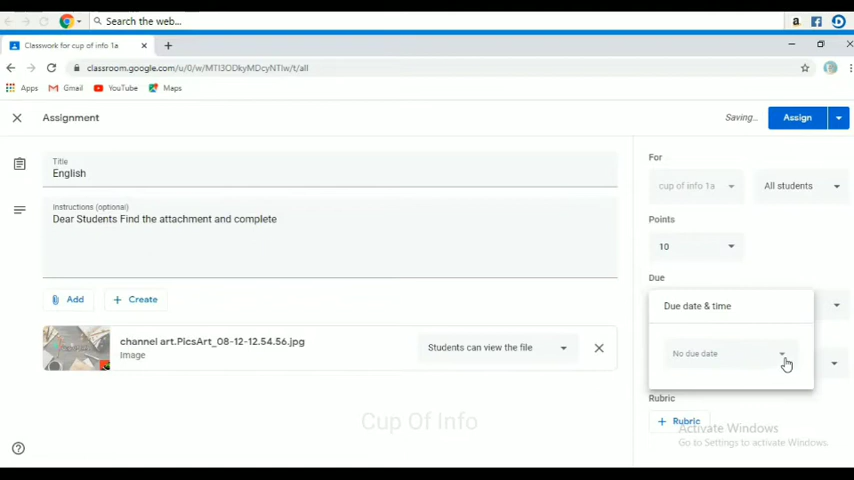 Search the web...
Classwork for cup of info 1a
classroom.google.com/u/0/w/MTI3ODkyMDcyNTIw/t/all
Apps Gmail YouTube Maps
Assignment
Saving...
Assign
Title
English
Instructions (optional)
Dear Students Find the attachment and complete
Add
Create
channel art.PicsArt_08-12-12.54.56.jpg
Image
Students can view the file
For
cup of info 1a
All students
Points
10
Due
Due date & time
No due date
Rubric
+ Rubric
Cup Of Info
Activate Windows
Go to Settings to activate Windows.